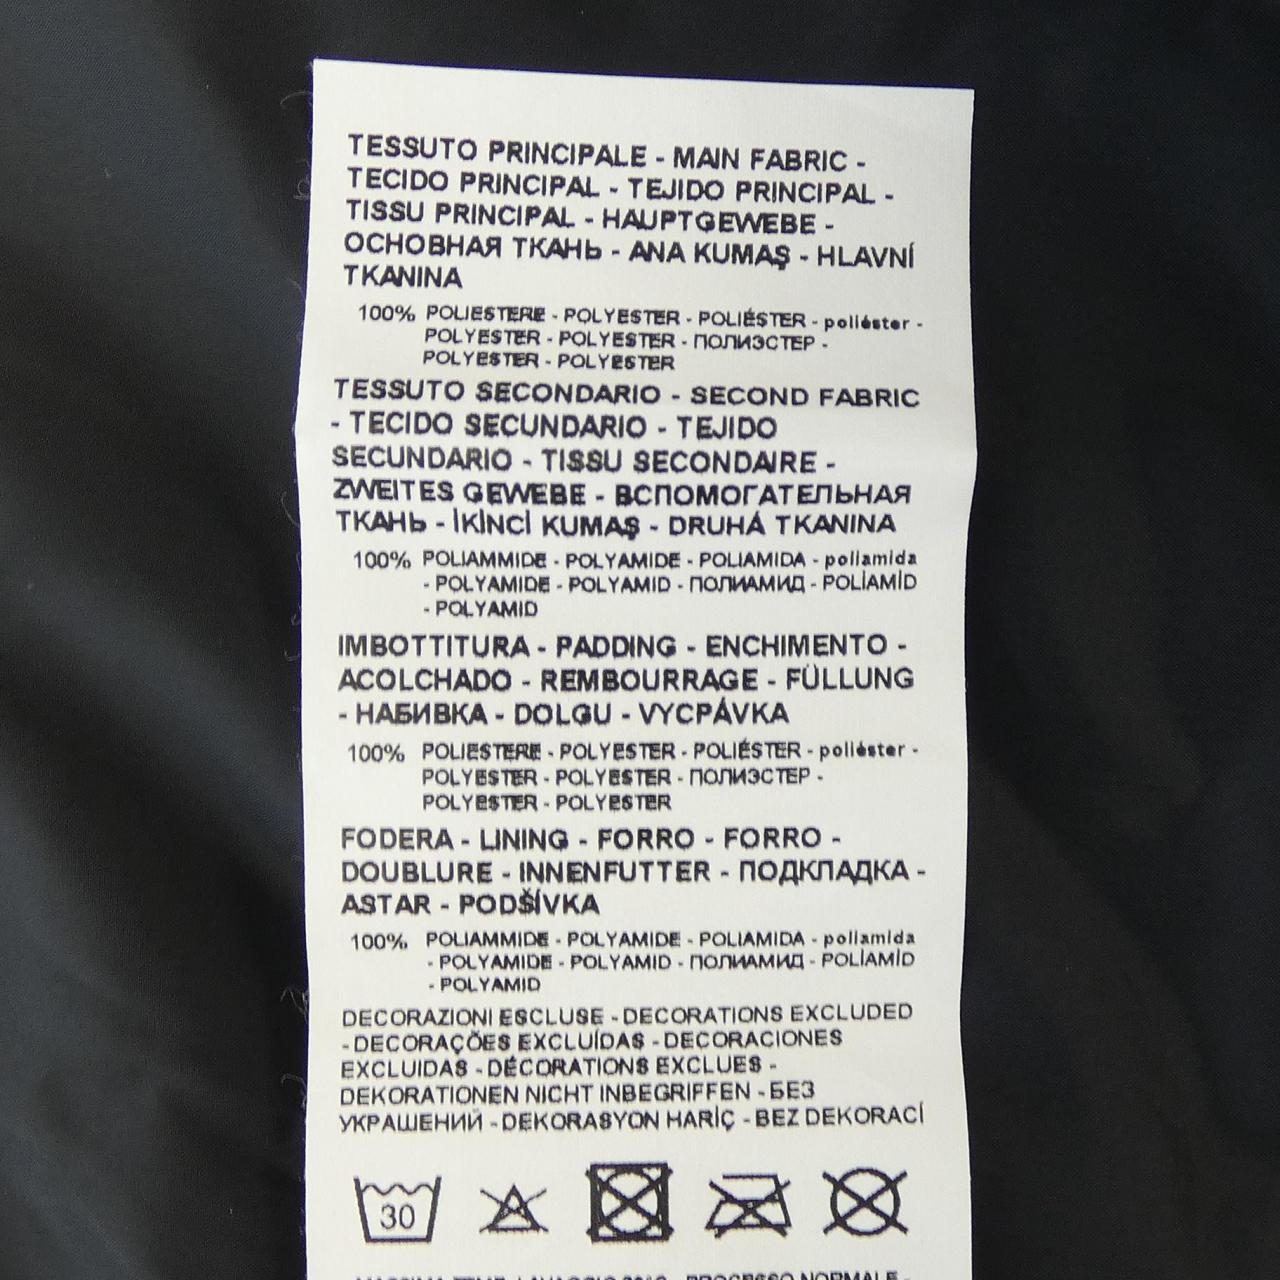 TESSUTO PRINCIPALE - MAIN FABRIC -
TECIDO PRINCIPAL - TEJIDO PRINCIPAL -
TISSU PRINCIPAL - HAUPTGEWEBE -
ОСНОВНАЯ ТКАНЬ - ANA KUMAŞ - HLAVNÍ
TKANINA
100% POLIESTERE - POLYESTER - POLIÉSTER - poliéster -
POLYESTER - POLYESTER - ПОЛИЭСТЕР -
POLYESTER - POLYESTER
TESSUTO SECONDARIO - SECOND FABRIC
- TECIDO SECUNDARIO - TEJIDO
SECUNDARIO - TISSU SECONDAIRE -
ZWEITES GEWEBE - ВСПОМОГАТЕЛЬНАЯ
ТКАНЬ - İKİNCİ KUMAŞ - DRUHÁ TKANINA
100% POLIAMMIDE - POLYAMIDE - POLIAMIDA - poliamida
- POLYAMIDE - POLYAMID - ПОЛИАМИД - POLİAMİD
- POLYAMID
IMBOTTITURA - PADDING - ENCHIMENTO -
ACOLCHADO - REMBOURRAGE - FÜLLUNG
- НАБИВКА - DOLGU - VYCPÁVKA
100% POLIESTERE - POLYESTER - POLIÉSTER - poliéster -
POLYESTER - POLYESTER - ПОЛИЭСТЕР -
POLYESTER - POLYESTER
FODERA - LINING - FORRO - FORRO -
DOUBLURE - INNENFUTTER - ПОДКЛАДКА -
ASTAR - PODŠÍVKA
100% POLIAMMIDE - POLYAMIDE - POLIAMIDA - poliamida
- POLYAMIDE - POLYAMID - ПОЛИАМИД - POLİAMİD
- POLYAMID
DECORAZIONI ESCLUSE - DECORATIONS EXCLUDED
- DECORAÇÕES EXCLUÍDAS - DECORACIONES
EXCLUIDAS - DÉCORATIONS EXCLUES -
DEKORATIONEN NICHT INBEGRIFFEN - БЕЗ
УКРАШЕНИЙ - DEKORASYON HARİÇ - BEZ DEKORACÍ
30